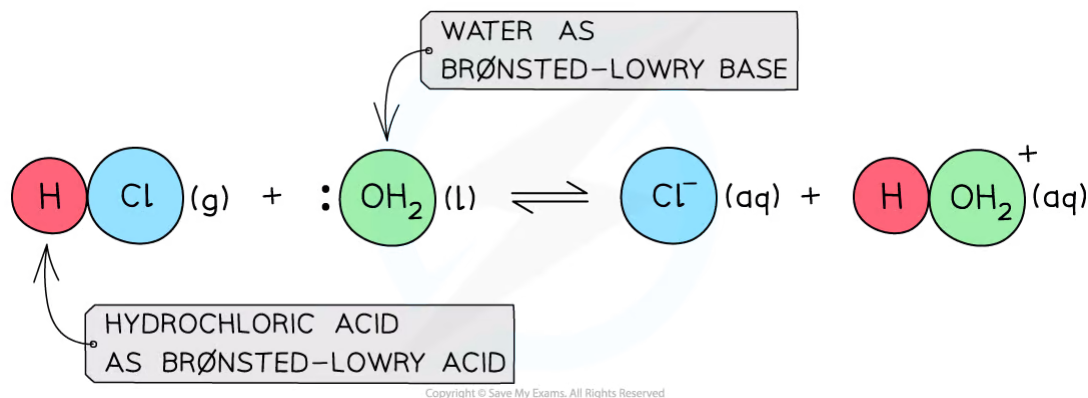 WATER AS
BRØNSTED–LOWRY BASE
H Cl (g) + : OH₂ (l) ⇌ Cl⁻ (aq) + H OH₂⁺ (aq)
HYDROCHLORIC ACID
AS BRØNSTED–LOWRY ACID
Copyright © Save My Exams. All Rights Reserved